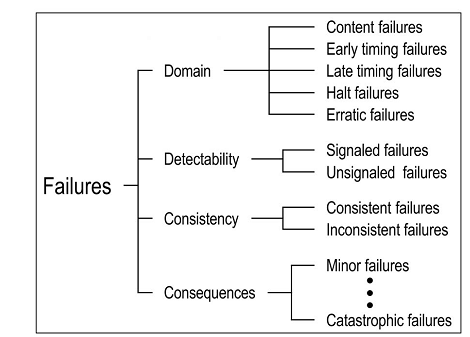 Failures
Domain
Content failures
Early timing failures
Late timing failures
Halt failures
Erratic failures
Detectability
Signaled failures
Unsignaled failures
Consistency
Consistent failures
Inconsistent failures
Consequences
Minor failures
Catastrophic failures